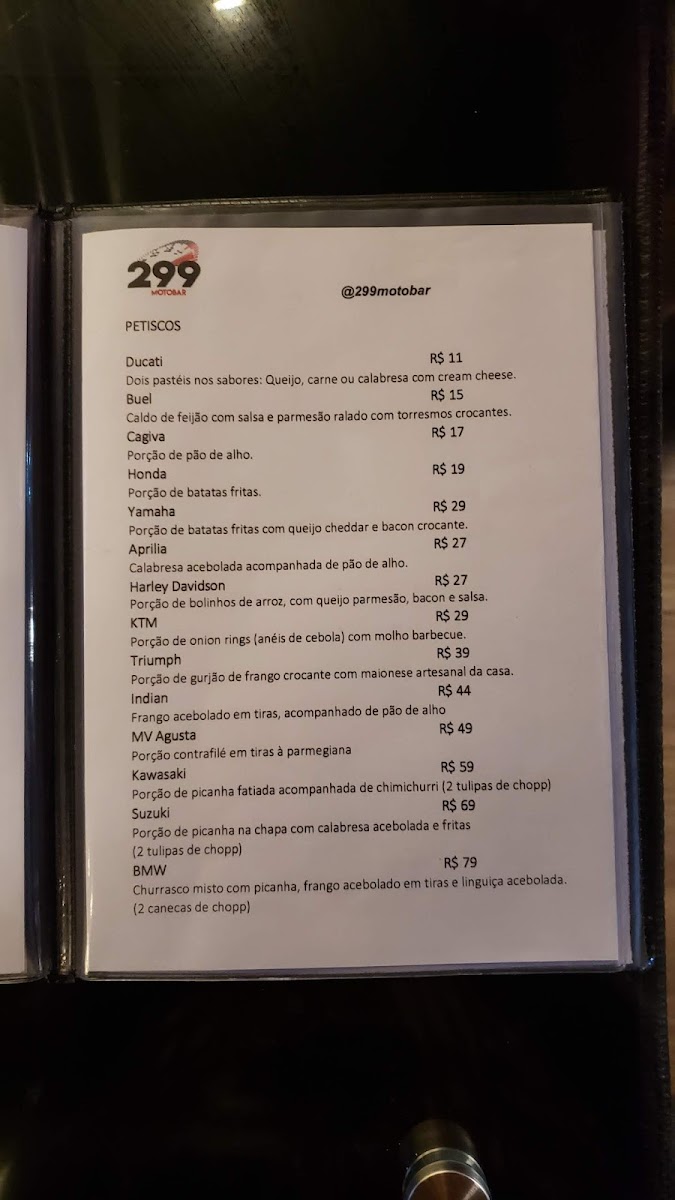 299
MOTOBAR
@299motobar
PETISCOS
Ducati R$ 11
Dois pastéis nos sabores: Queijo, carne ou calabresa com cream cheese.
Buel R$ 15
Caldo de feijão com salsa e parmesão ralado com torresmos crocantes.
Cagiva R$ 17
Porção de pão de alho.
Honda R$ 19
Porção de batatas fritas.
Yamaha R$ 29
Porção de batatas fritas com queijo cheddar e bacon crocante.
Aprilia R$ 27
Calabresa acebolada acompanhada de pão de alho.
Harley Davidson R$ 27
Porção de bolinhos de arroz, com queijo parmesão, bacon e salsa.
KTM R$ 29
Porção de onion rings (anéis de cebola) com molho barbecue.
Triumph R$ 39
Porção de gurjão de frango crocante com maionese artesanal da casa.
Indian R$ 44
Frango acebolado em tiras, acompanhado de pão de alho
MV Agusta R$ 49
Porção contrafilé em tiras à parmegiana
Kawasaki R$ 59
Porção de picanha fatiada acompanhada de chimichurri (2 tulipas de chopp)
Suzuki R$ 69
Porção de picanha na chapa com calabresa acebolada e fritas
(2 tulipas de chopp)
BMW R$ 79
Churrasco misto com picanha, frango acebolado em tiras e linguiça acebolada.
(2 canecas de chopp)